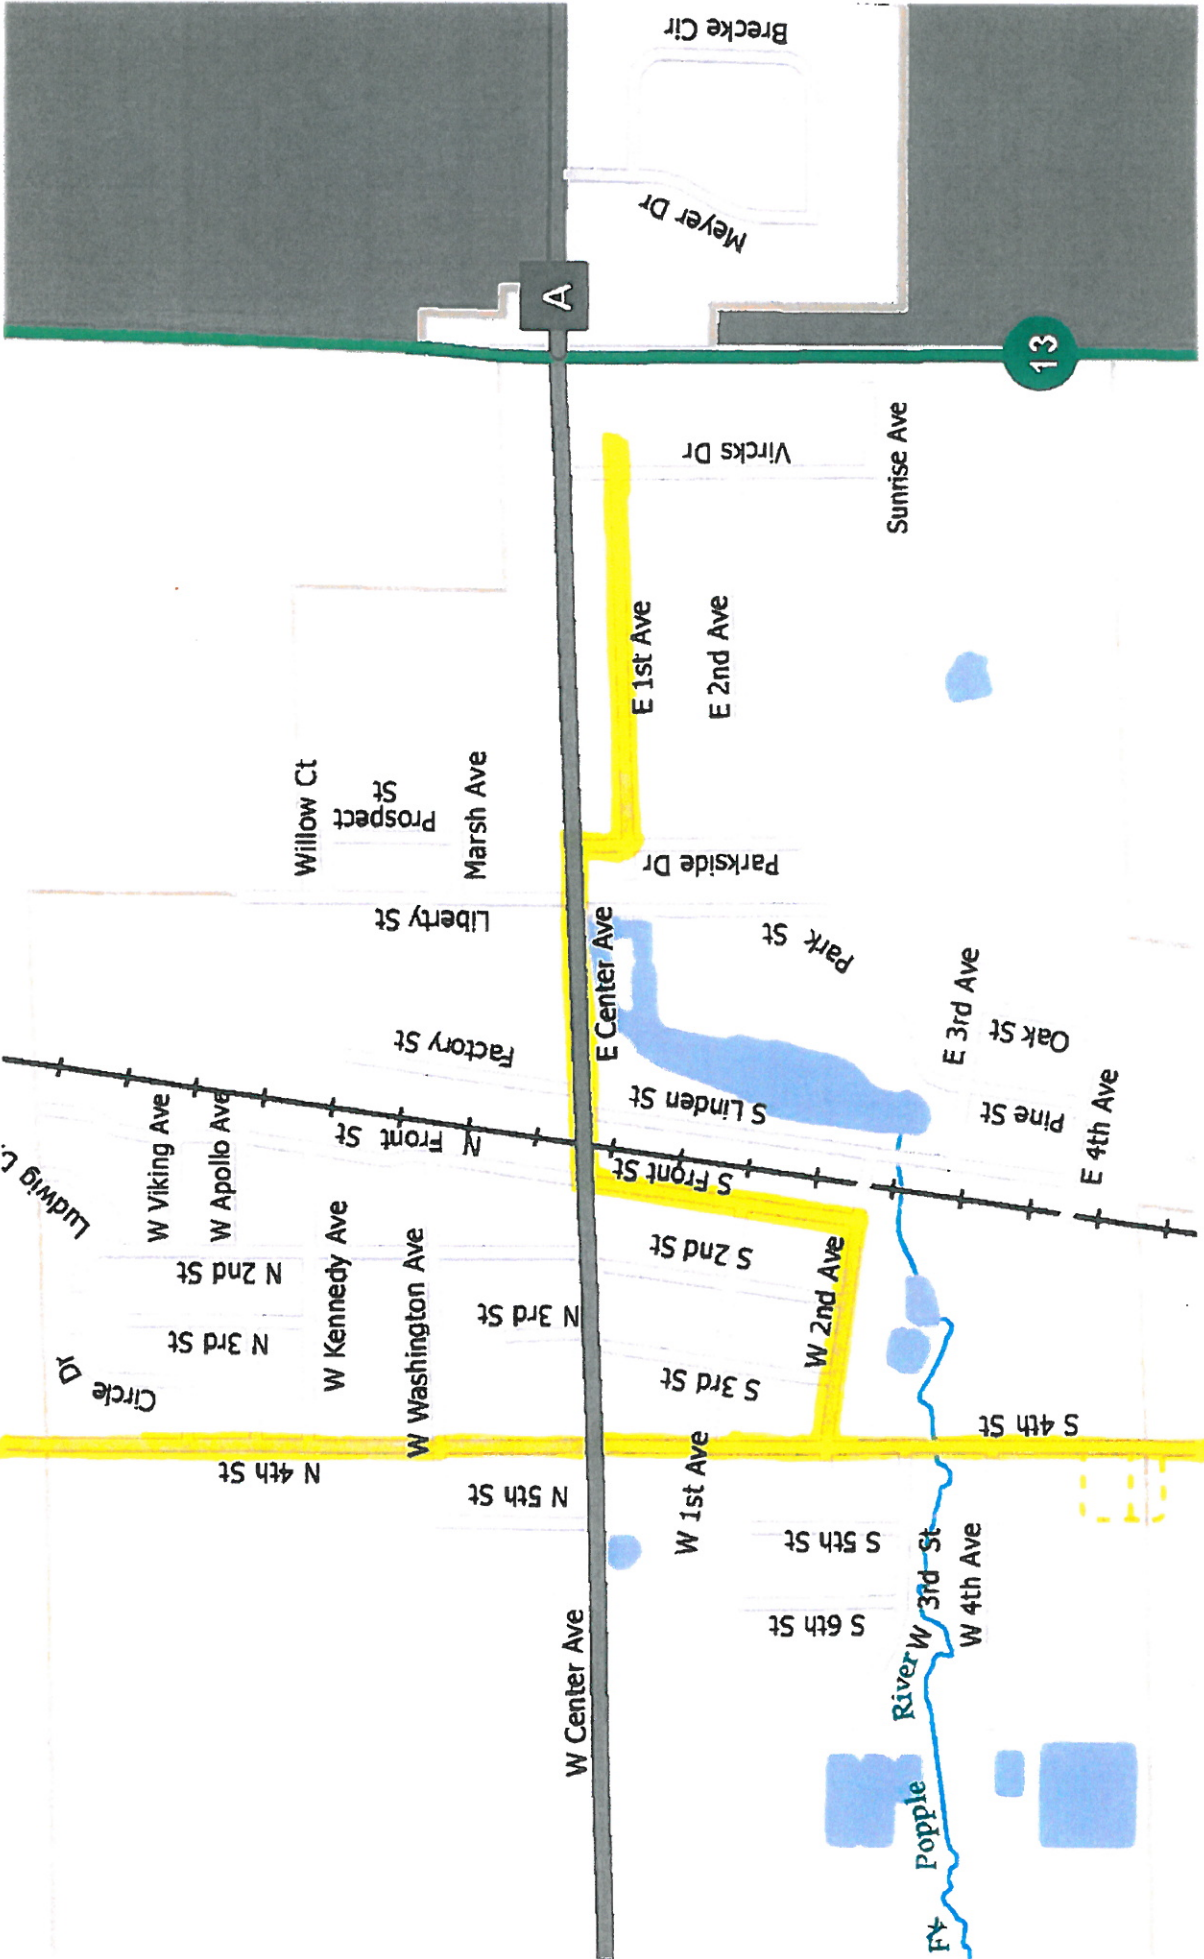 Brecke Cir
Meyer Dr
A
13
Vircks Dr
Sunrise Ave
E 1st Ave
E 2nd Ave
Willow Ct
Prospect
St
Marsh Ave
Parkside Dr
Liberty St
Park St
E Center Ave
Factory St
E 3rd Ave
Oak St
S Linden St
Pine St
E 4th Ave
N Front St
S Front St
W Viking Ave
W Apollo Ave
Ludwig
N 2nd St
W Kennedy Ave
W Washington Ave
S 2nd St
W 2nd Ave
N 3rd St
N 3rd St
S 3rd St
Circle Dr
N 4th St
S 4th St
N 5th St
W 1st Ave
S 5th St
W 3rd St
W 4th Ave
S 6th St
W Center Ave
River
Popple